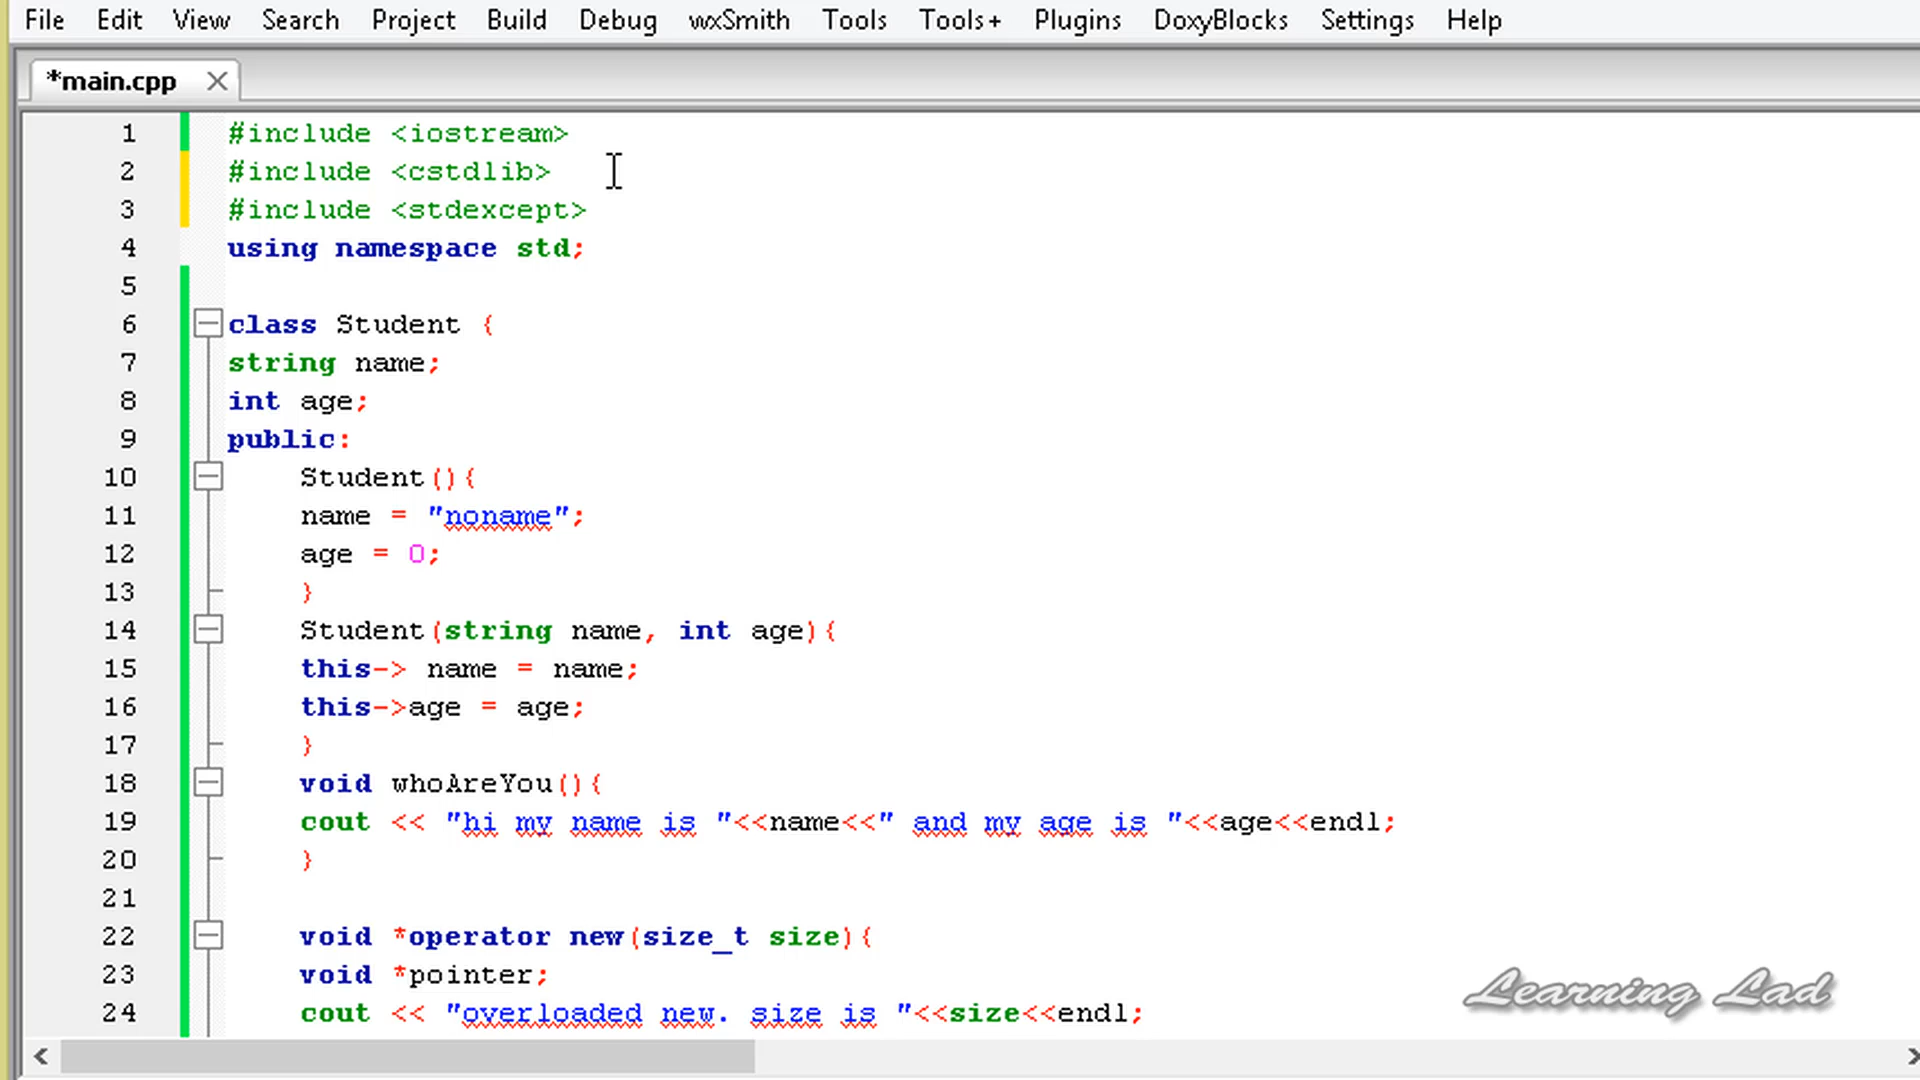 File Edit View Search Project Build Debug wxSmith Tools Tools+ Plugins DoxyBlocks Settings Help
*main.cpp
1 #include <iostream>
2 #include <cstdlib>
3 #include <stdexcept>
4 using namespace std;
5
6 class Student {
7 string name;
8 int age;
9 public:
10 Student(){
11 name = "noname";
12 age = 0;
13 }
14 Student(string name, int age){
15 this-> name = name;
16 this->age = age;
17 }
18 void whoAreYou(){
19 cout << "hi my name is "<<name<<" and my age is "<<age<<endl;
20 }
21
22 void *operator new(size_t size){
23 void *pointer;
24 cout << "overloaded new. size is "<<size<<endl;
Learning Lad